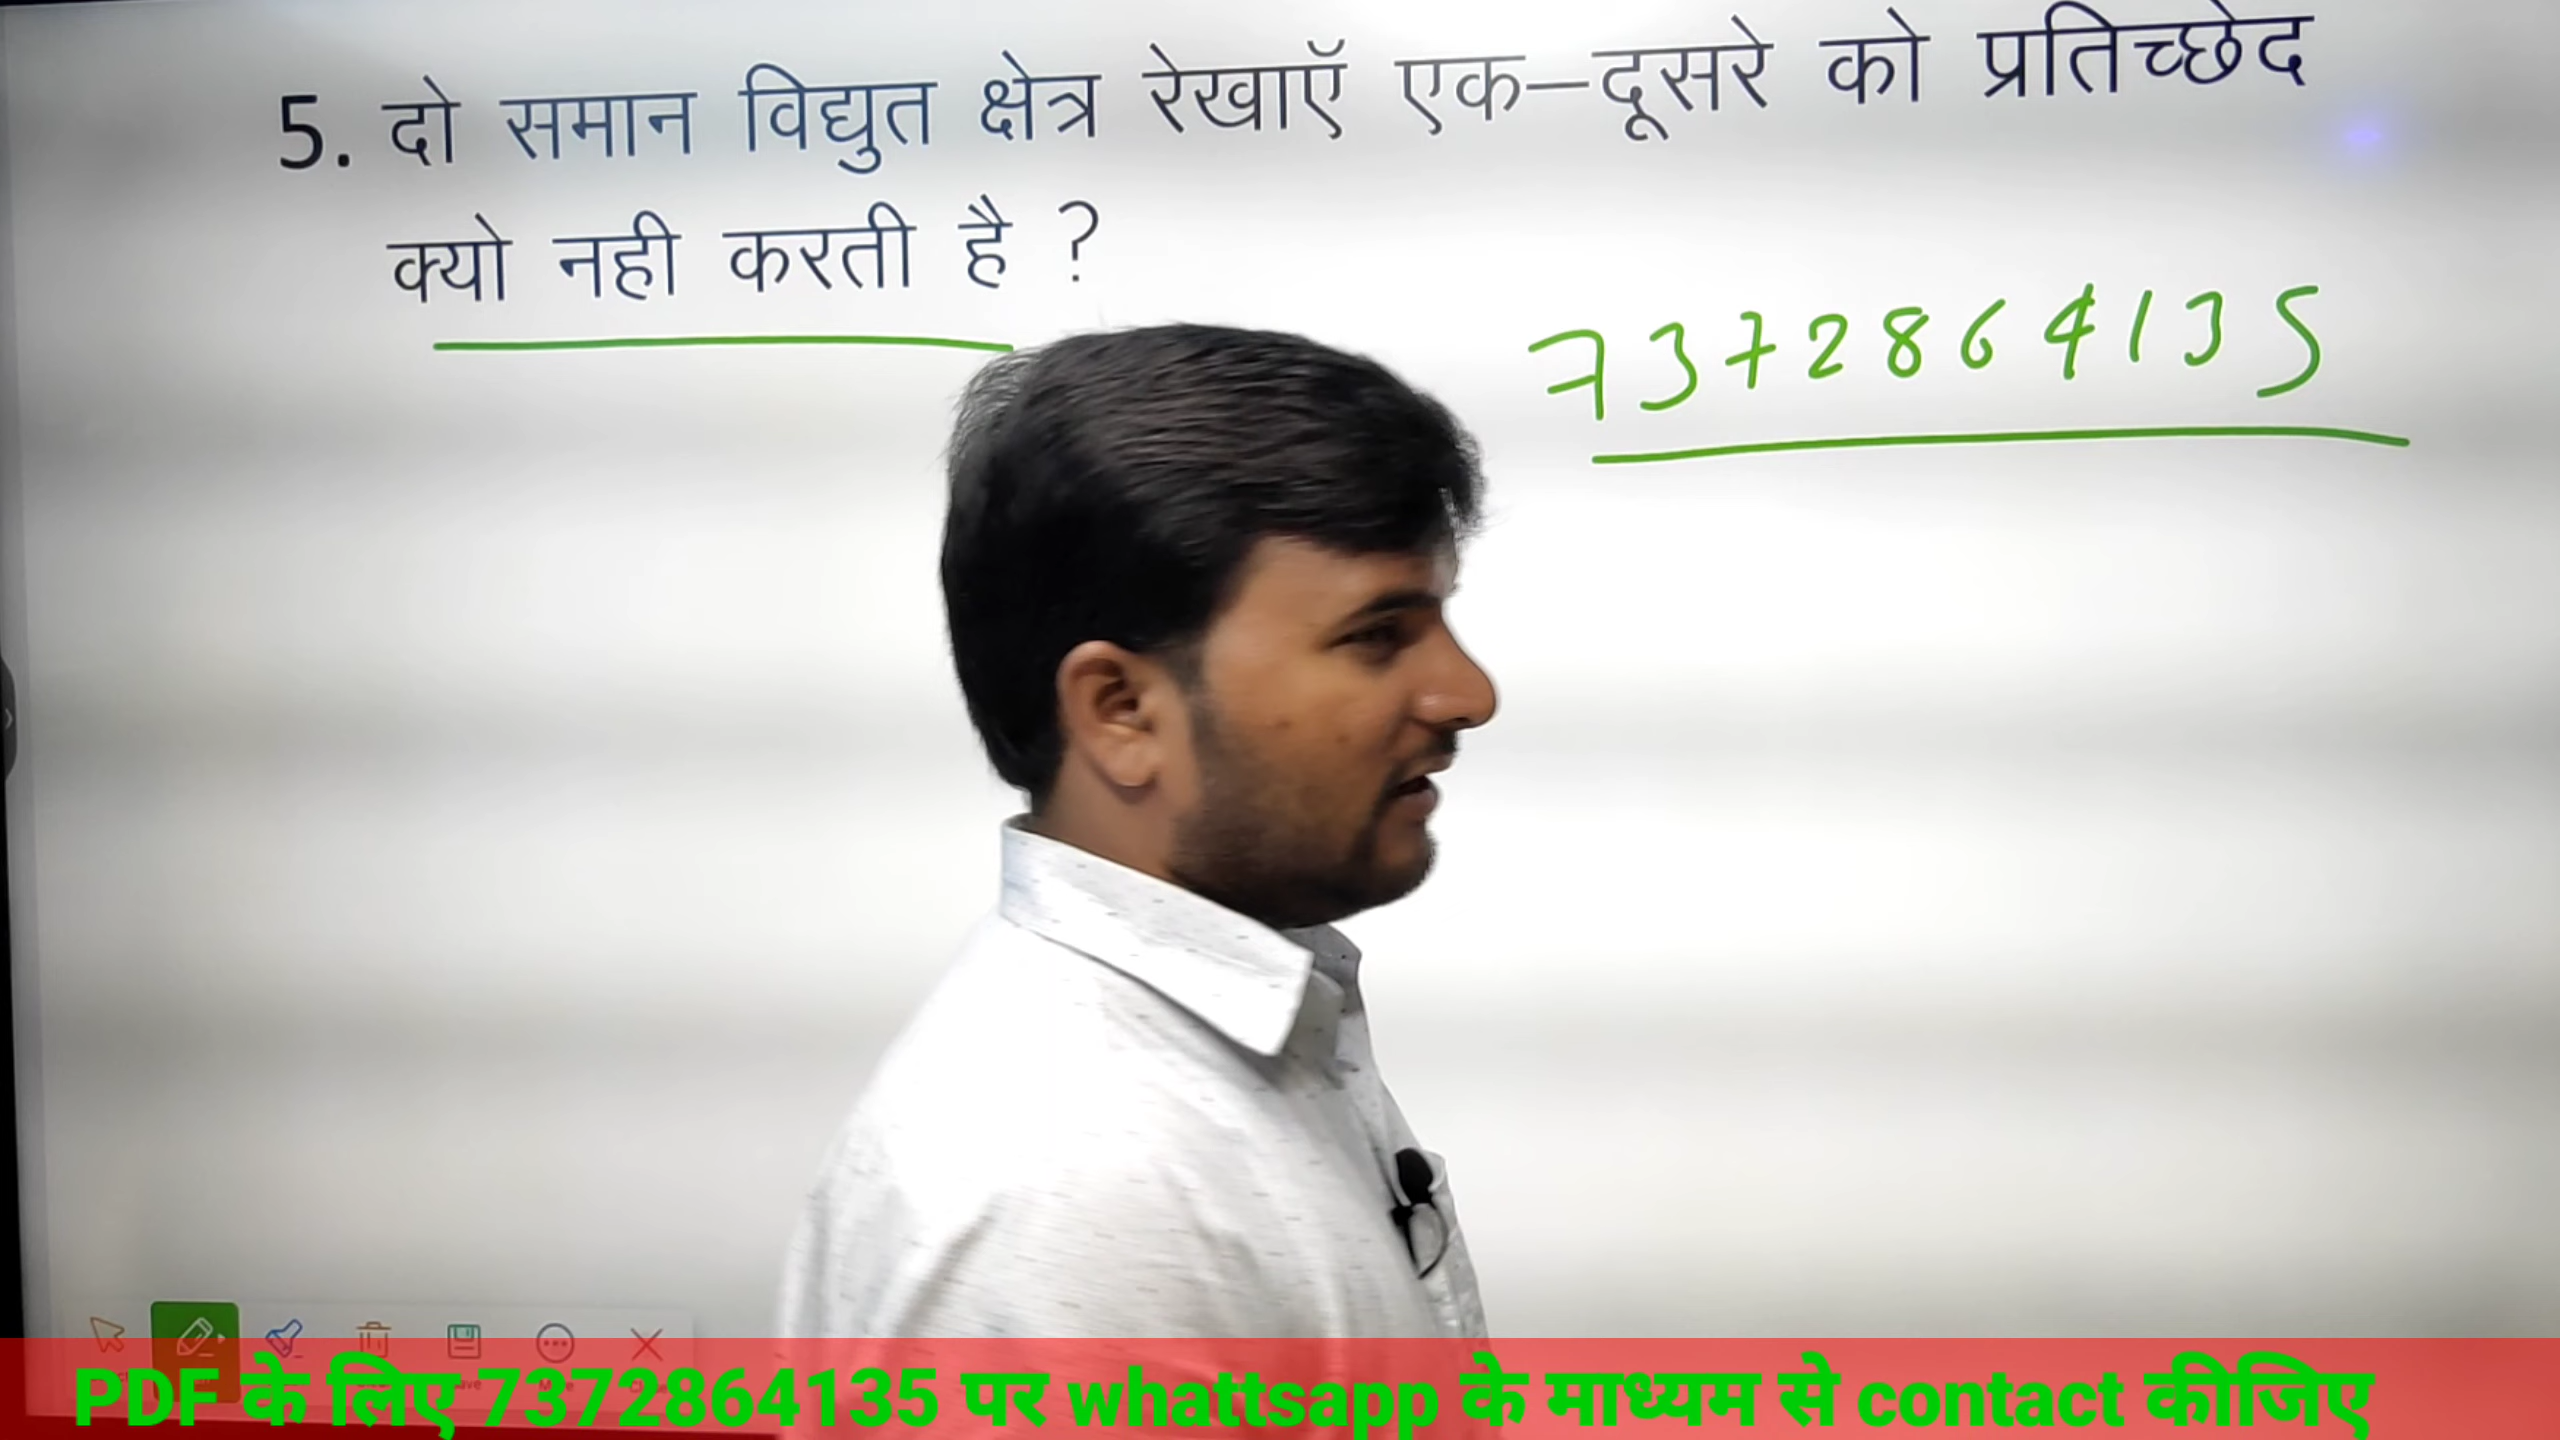 5. दो समान विद्युत क्षेत्र रेखाएँ एक–दूसरे को प्रतिच्छेद
क्यो नही करती है ?
7372864135
PDF के लिए 7372864135 पर whattsapp के माध्यम से contact कीजिए